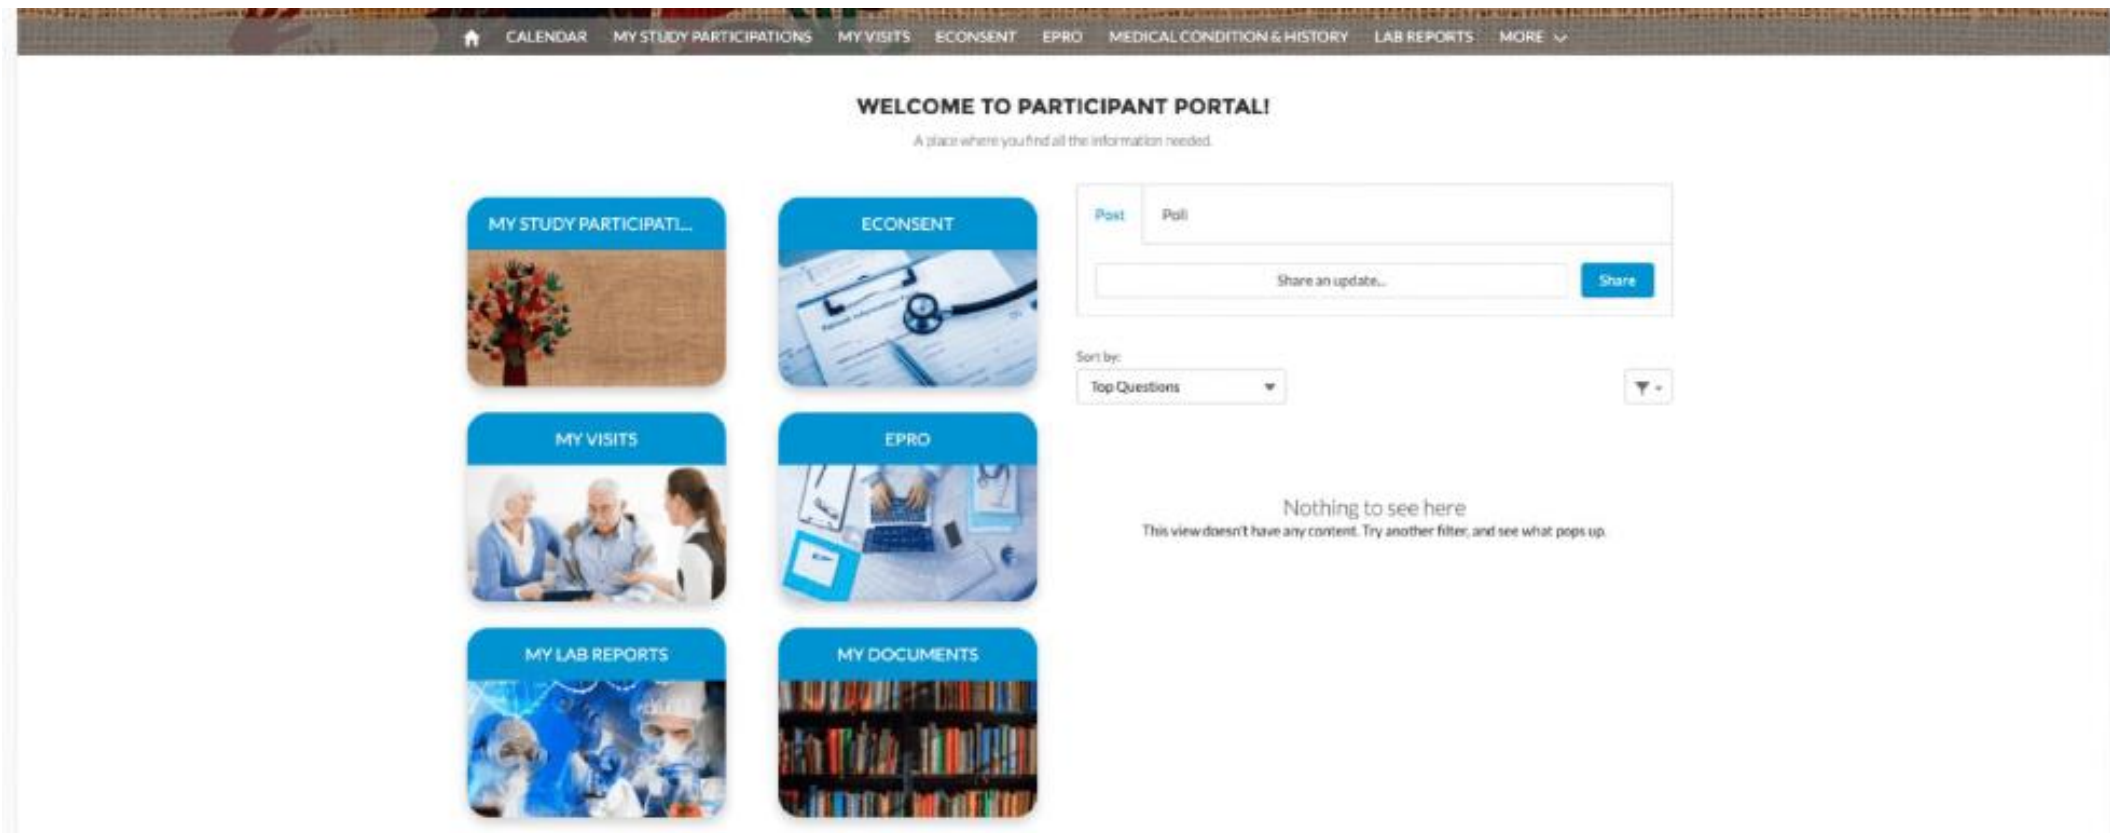 CALENDAR MY STUDY PARTICIPATIONS MY VISITS ECONSENT EPRO MEDICAL CONDITION & HISTORY LAB REPORTS MORE
WELCOME TO PARTICIPANT PORTAL!
A place where you find all the information needed.
MY STUDY PARTICIPATI...
ECONSENT
MY VISITS
EPRO
MY LAB REPORTS
MY DOCUMENTS
Post Poll
Share an update... Share
Sort by:
Top Questions
Nothing to see here
This view doesn't have any content. Try another filter, and see what pops up.